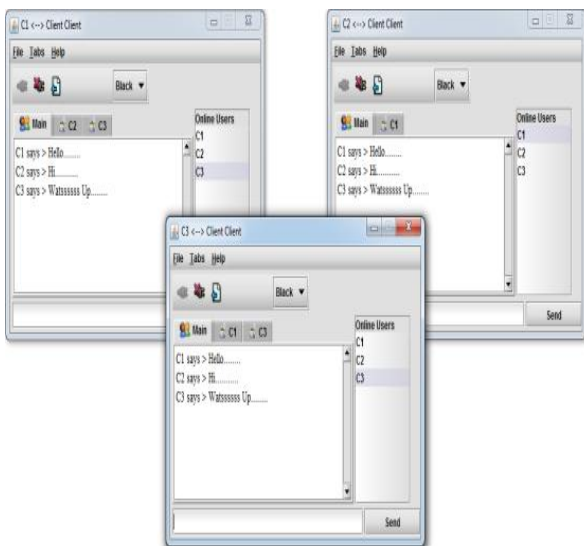 C1 <--> Client Client
File Tabs Help
Black
Main C2 C3
C1 says > Hello........
C2 says > Hi...........
C3 says > Watssssss Up........
Online Users
C1
C2
C3
C2 <--> Client Client
File Tabs Help
Black
Main C1
C1 says > Hello........
C2 says > Hi...........
C3 says > Watssssss Up........
Online Users
C1
C2
C3
Send
C3 <--> Client Client
File Tabs Help
Black
Main C1 C3
C1 says > Hello........
C2 says > Hi...........
C3 says > Watssssss Up........
Online Users
C1
C2
C3
Send